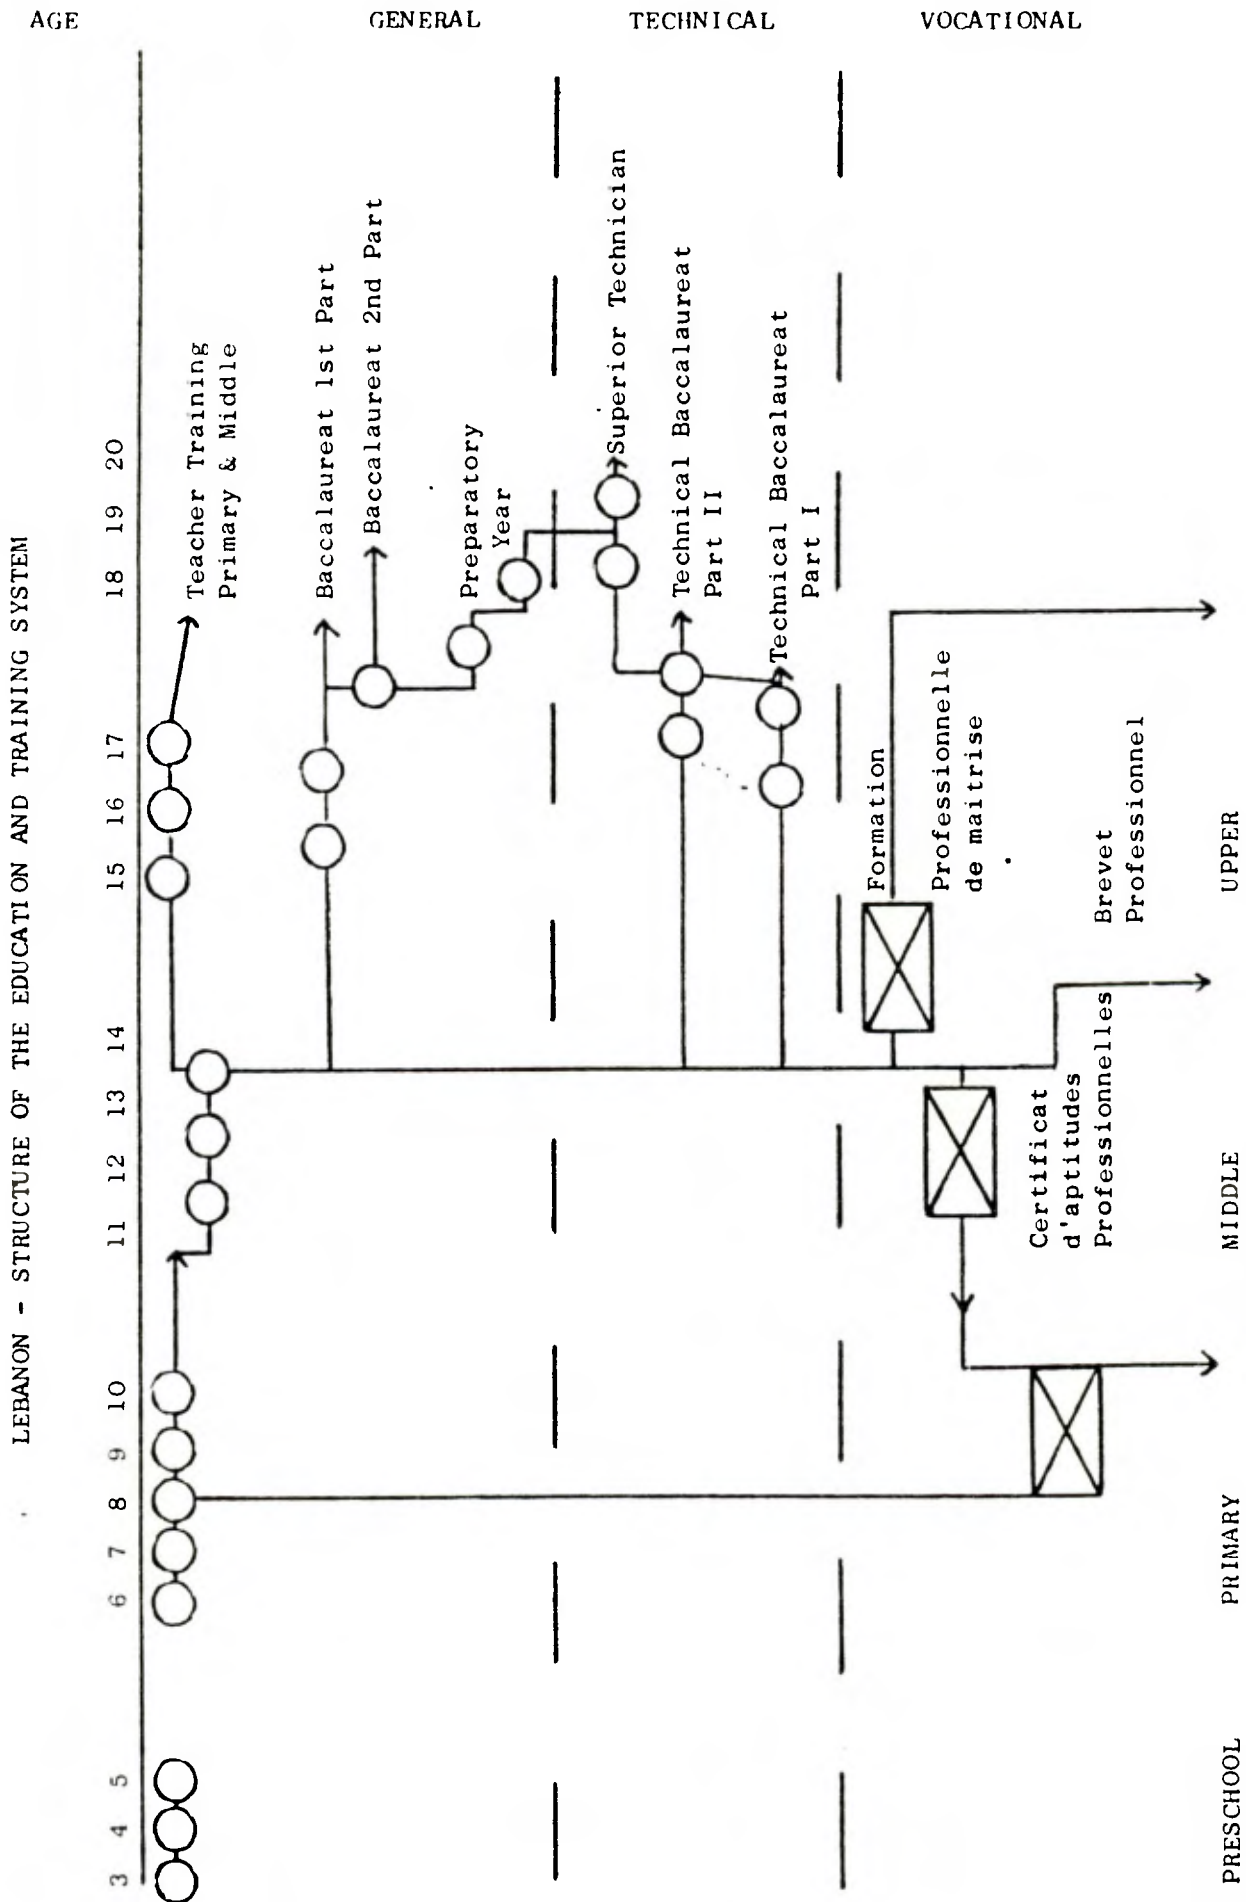 LEBANON - STRUCTURE OF THE EDUCATION AND TRAINING SYSTEM
AGE
GENERAL
TECHNICAL
VOCATIONAL
3 4 5 6 7 8 9 10 11 12 13 14 15 16 17 18 19 20
Teacher Training
Primary & Middle
Baccalaureat 1st Part
Baccalaureat 2nd Part
Preparatory
Year
Superior Technician
Technical Baccalaureat
Part II
Technical Baccalaureat
Part I
Formation
Professionnelle
de maitrise
Brevet
Professionnel
Certificat
d'aptitudes
Professionnelles
PRESCHOOL
PRIMARY
MIDDLE
UPPER